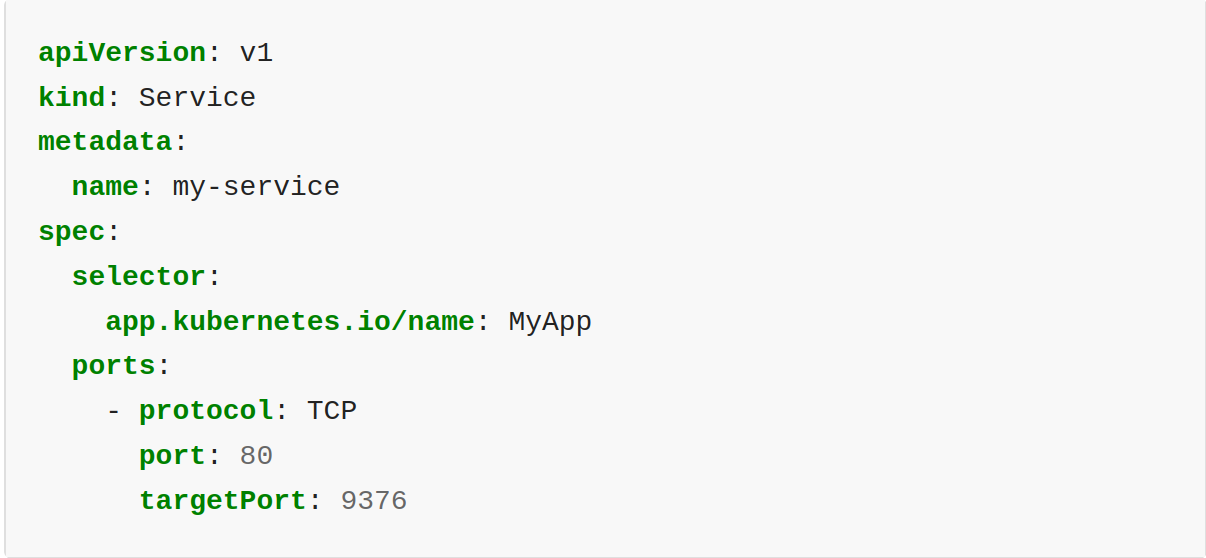 apiVersion: v1
kind: Service
metadata:
  name: my-service
spec:
  selector:
    app.kubernetes.io/name: MyApp
  ports:
    - protocol: TCP
      port: 80
      targetPort: 9376